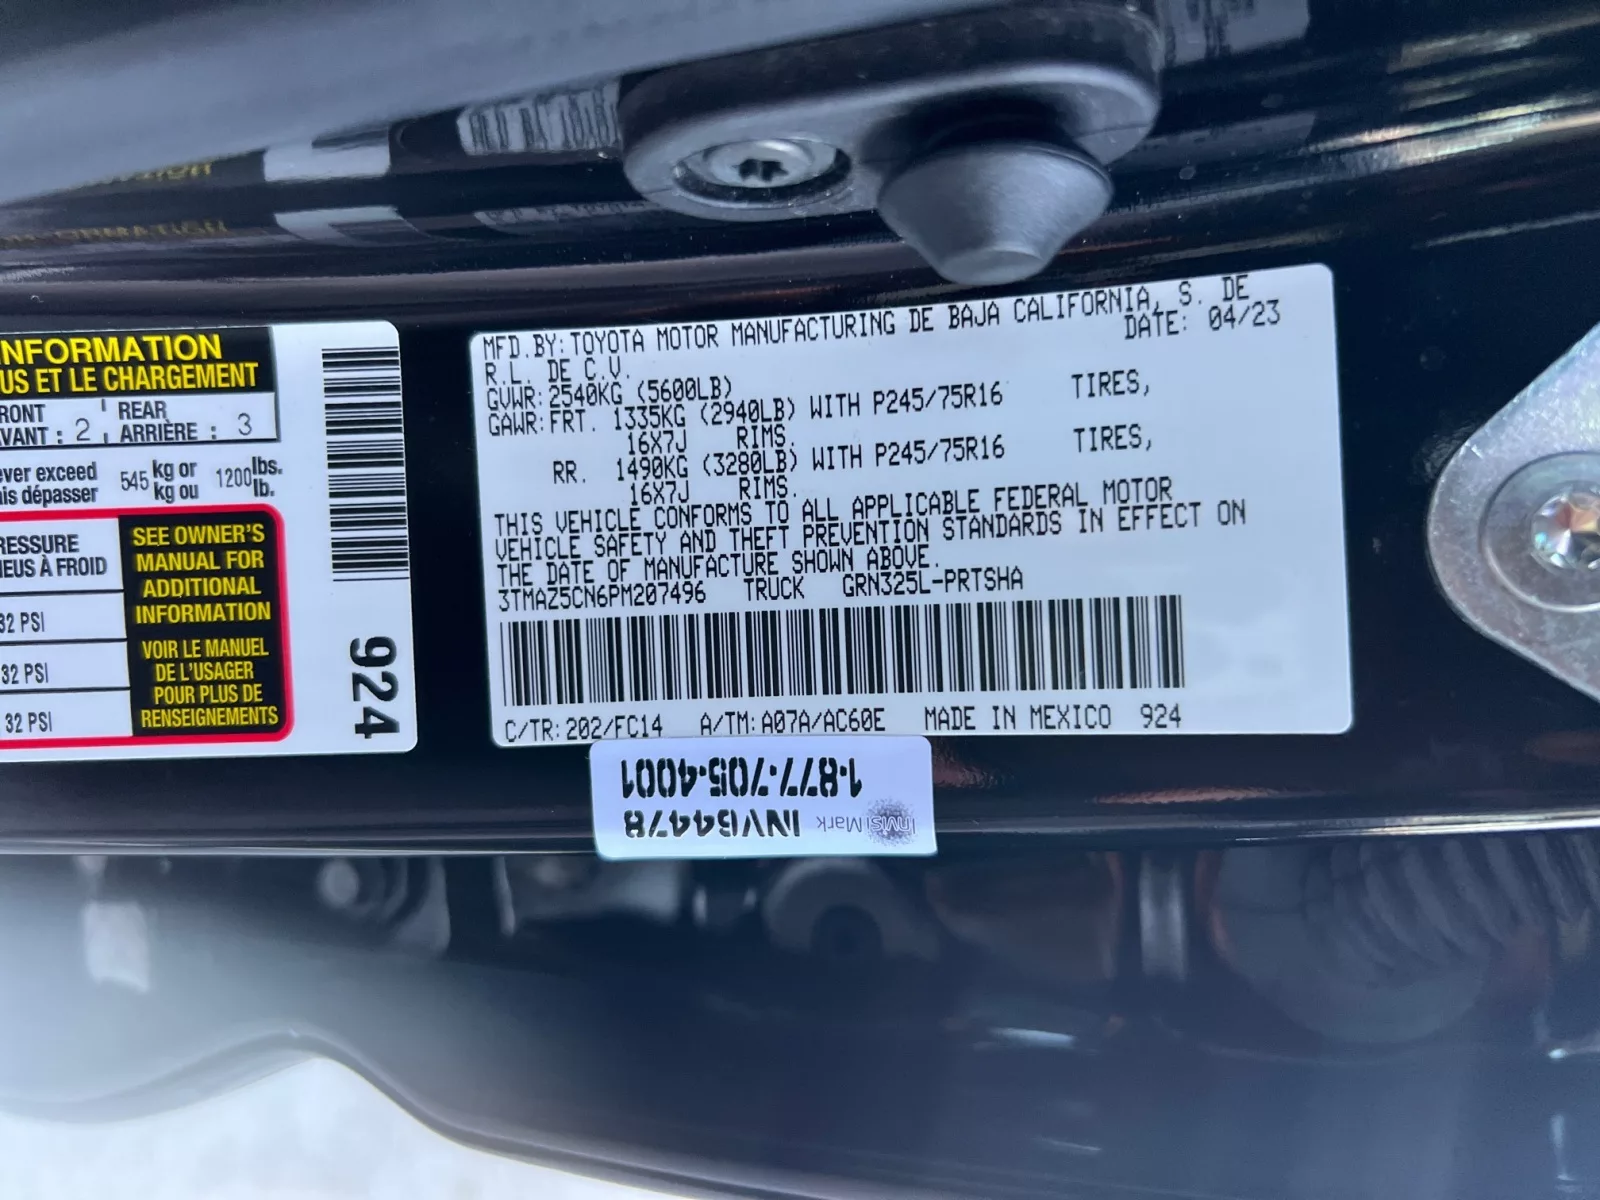 NFORMATION
US ET LE CHARGEMENT
RONT
VANT : 2
REAR
ARRIÈRE : 3
ever exceed
ais dépasser
545 kg or
kg ou
1200 lbs.
lb.
RESSURE
NEUS À FROID
32 PSI
32 PSI
32 PSI
SEE OWNER'S
MANUAL FOR
ADDITIONAL
INFORMATION
VOIR LE MANUEL
DE L'USAGER
POUR PLUS DE
RENSEIGNEMENTS
924
MFD.BY:TOYOTA MOTOR MANUFACTURING DE BAJA CALIFORNIA, S. DE
R.L. DE C.V. DATE: 04/23
GVWR:2540KG (5600LB)
GAWR:FRT. 1335KG (2940LB) WITH P245/75R16 TIRES,
16X7J RIMS.
RR. 1490KG (3280LB) WITH P245/75R16 TIRES,
16X7J RIMS.
THIS VEHICLE CONFORMS TO ALL APPLICABLE FEDERAL MOTOR
VEHICLE SAFETY AND THEFT PREVENTION STANDARDS IN EFFECT ON
THE DATE OF MANUFACTURE SHOWN ABOVE.
3TMAZ5CN6PM207496 TRUCK GRN325L-PRTSHA
C/TR:202/FC14 A/TM:A07A/AC60E MADE IN MEXICO 924
InvisiMark INV64478
1-877-705-4001